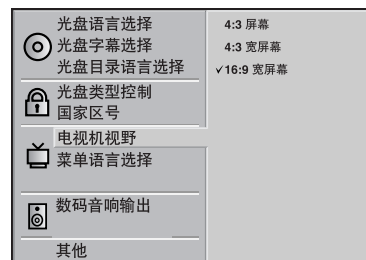 光盘语言选择
光盘字幕选择
光盘目录语言选择
光盘类型控制
国家区号
电视机视野
菜单语言选择
数码音响输出
其他
4:3 屏幕
4:3 宽屏幕
✓16:9 宽屏幕